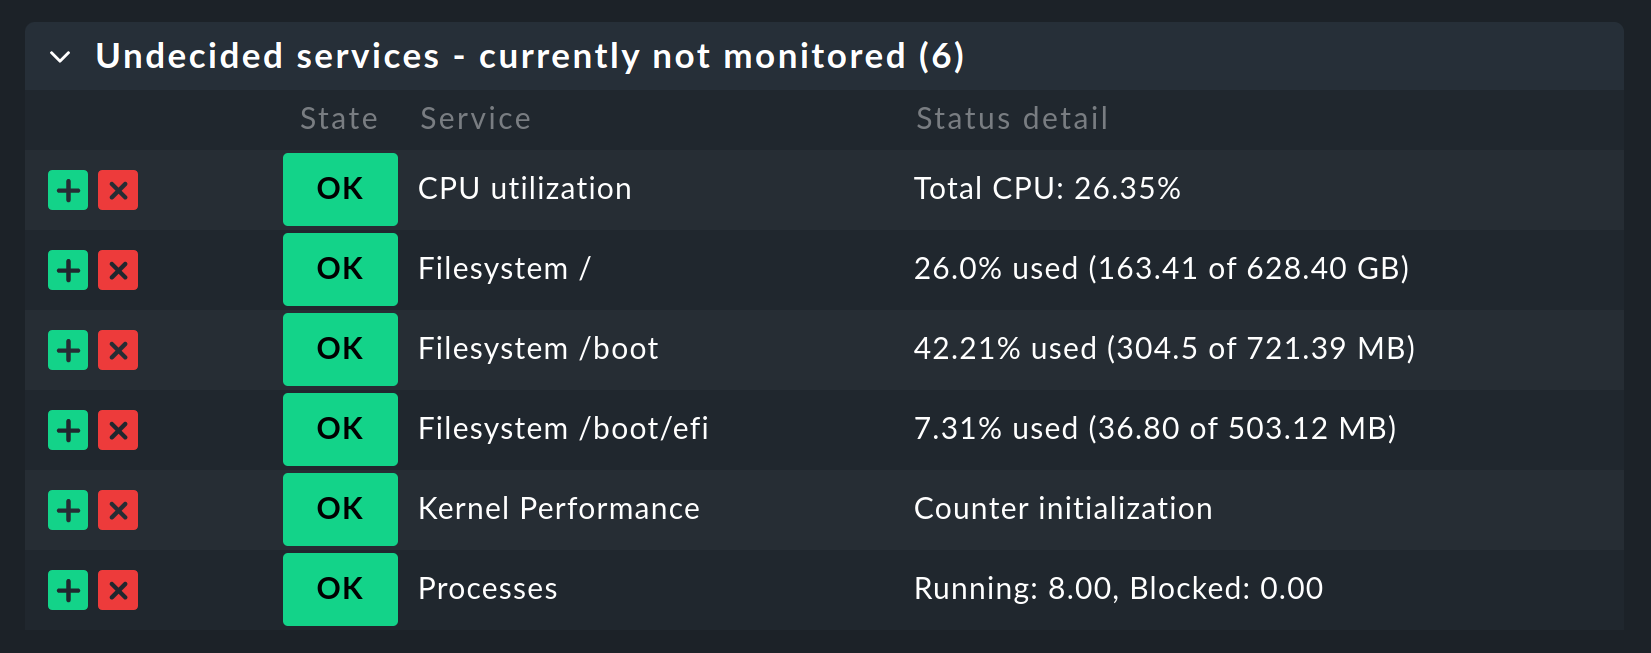 Undecided services - currently not monitored (6)
State Service Status detail
OK CPU utilization Total CPU: 26.35%
OK Filesystem / 26.0% used (163.41 of 628.40 GB)
OK Filesystem /boot 42.21% used (304.5 of 721.39 MB)
OK Filesystem /boot/efi 7.31% used (36.80 of 503.12 MB)
OK Kernel Performance Counter initialization
OK Processes Running: 8.00, Blocked: 0.00